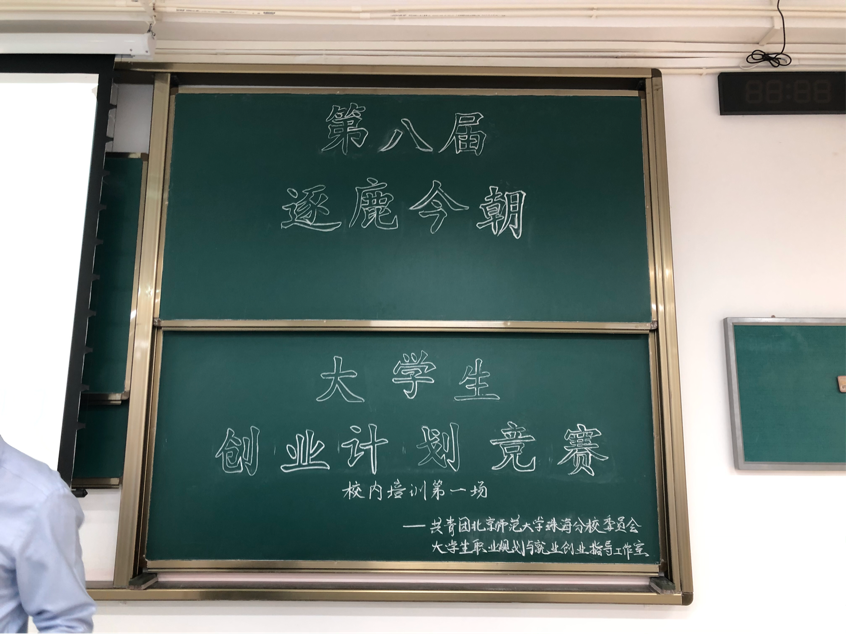 第八届
逐鹿今朝
大学生
创业计划竞赛
校内培训第一场
——共青团北京师范大学珠海分校委员会
大学生职业规划与就业创业指导工作室